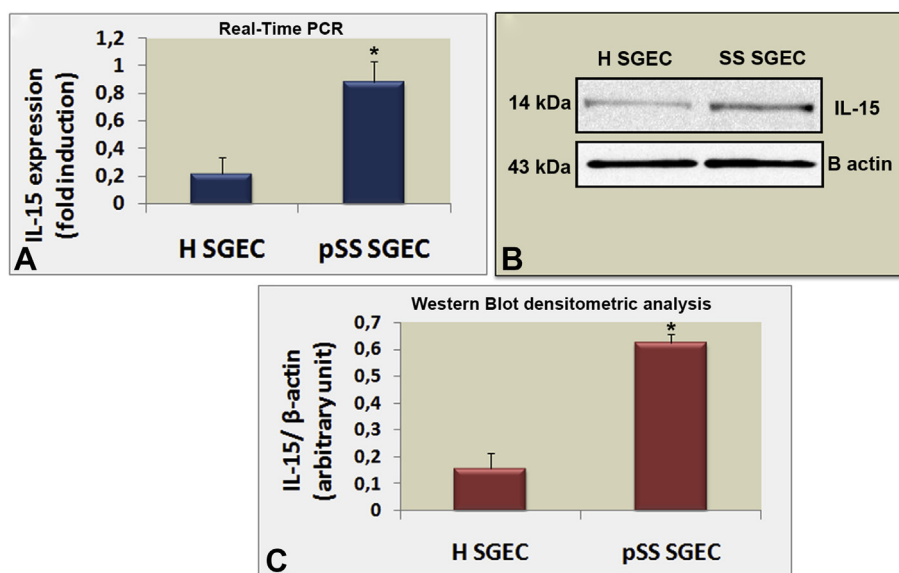 Real-Time PCR
IL-15 expression
(fold induction)
1,2
1
0,8
0,6
0,4
0,2
0
*
H SGEC
pSS SGEC
A
H SGEC
SS SGEC
14 kDa
IL-15
43 kDa
B actin
B
Western Blot densitometric analysis
IL-15/ β-actin
(arbitrary unit)
0,7
0,6
0,5
0,4
0,3
0,2
0,1
0
*
H SGEC
pSS SGEC
C